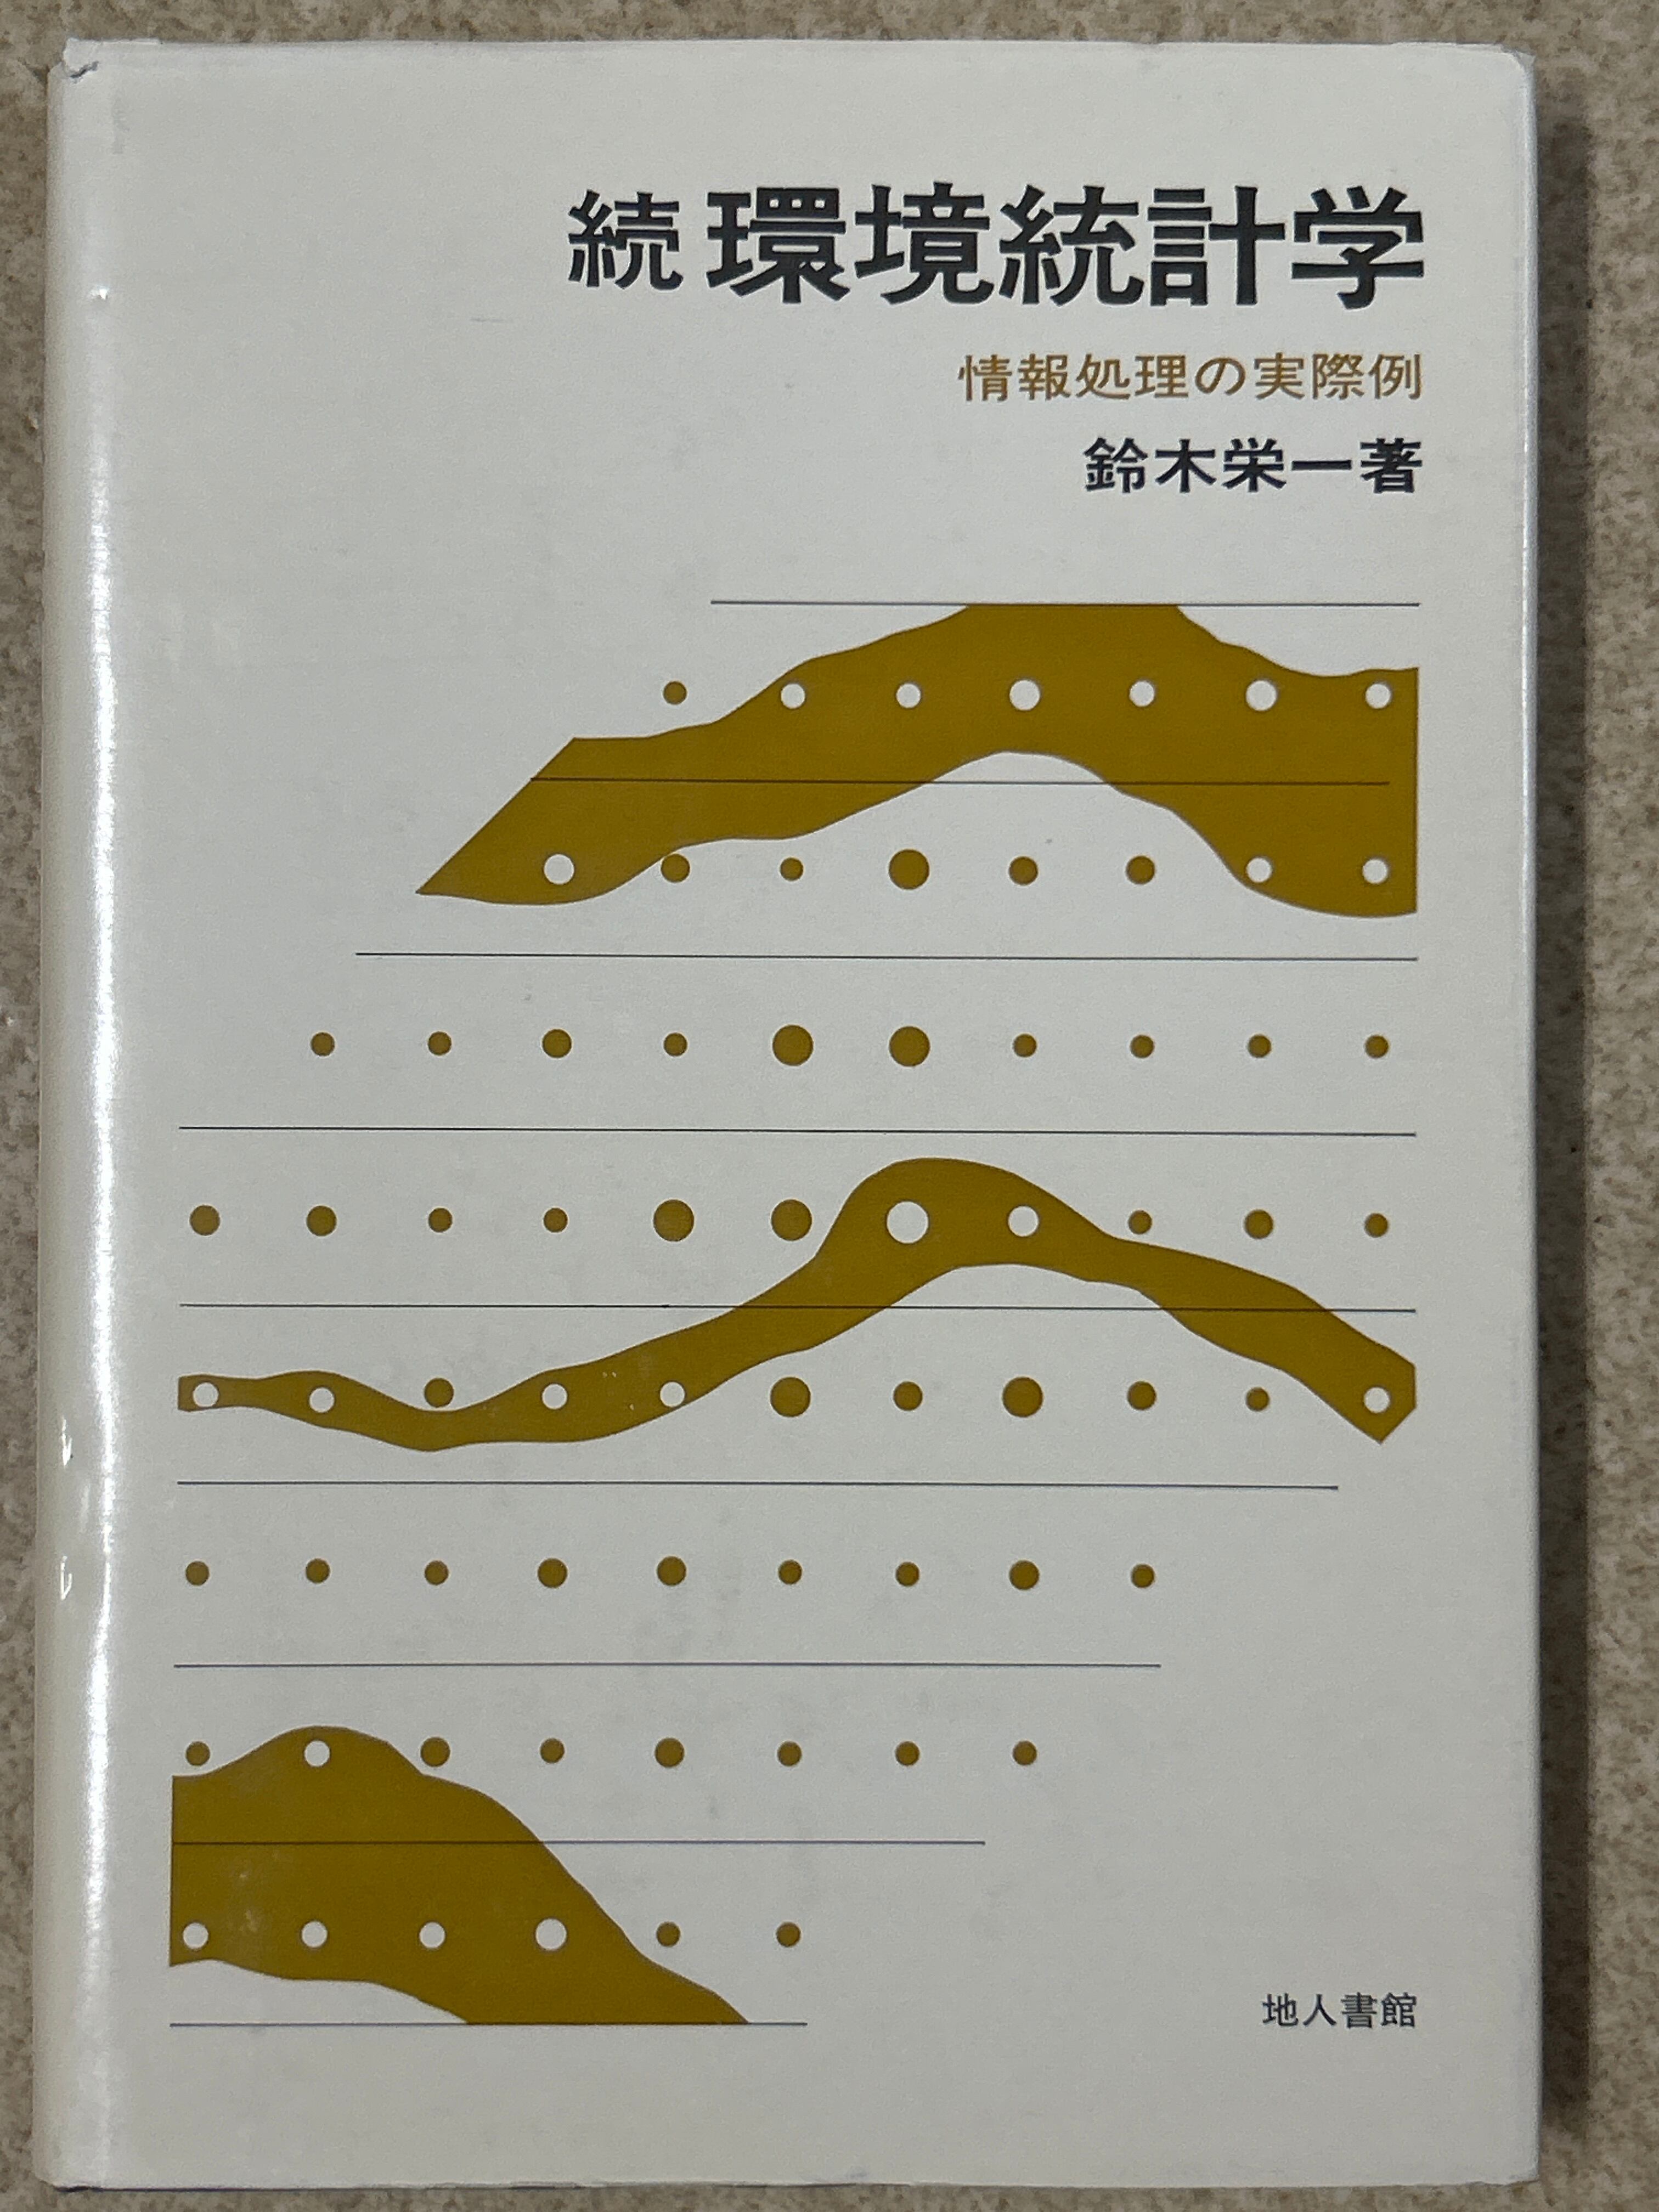 続 環境統計学
情報処理の実際例
鈴木栄一著
地人書館